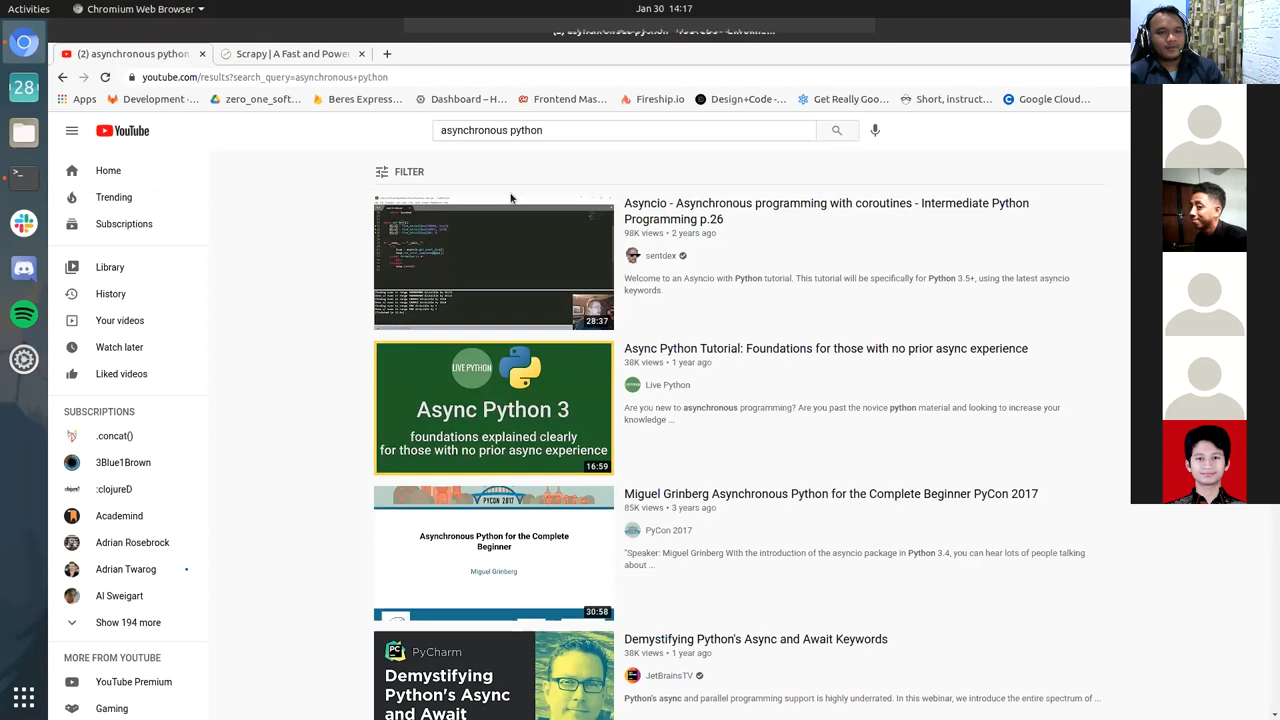 Activities
Chromium Web Browser
Jan 30 14:17
(2) asynchronous python
Scrapy | A Fast and Power
youtube.com/results?search_query=asynchronous+python
Apps
Development -...
zero_one_soft...
Beres Express...
Dashboard – H...
Frontend Mas...
Fireship.io
Design+Code -...
Get Really Goo...
Short, instruct...
Google Cloud...
28
YouTube
asynchronous python
Home
Trending
Subscriptions
Library
History
Your videos
Watch later
Liked videos
SUBSCRIPTIONS
.concat()
3Blue1Brown
:clojureD
Academind
Adrian Rosebrock
Adrian Twarog
Al Sweigart
Show 194 more
MORE FROM YOUTUBE
YouTube Premium
Gaming
FILTER
28:37
Asyncio - Asynchronous programming with coroutines - Intermediate Python
Programming p.26
98K views • 2 years ago
sentdex
Welcome to an Asyncio with Python tutorial. This tutorial will be specifically for Python 3.5+, using the latest asyncio
keywords.
LIVE PYTHON
Async Python 3
foundations explained clearly
for those with no prior async experience
16:59
Async Python Tutorial: Foundations for those with no prior async experience
38K views • 1 year ago
Live Python
Are you new to asynchronous programming? Are you past the novice python material and looking to increase your
knowledge ...
PYCON 2017
Asynchronous Python for the Complete
Beginner
Miguel Grinberg
30:58
Miguel Grinberg Asynchronous Python for the Complete Beginner PyCon 2017
85K views • 3 years ago
PyCon 2017
"Speaker: Miguel Grinberg With the introduction of the asyncio package in Python 3.4, you can hear lots of people talking
about ...
PC
PyCharm
Demystifying
Python's Async
and Await
Demystifying Python's Async and Await Keywords
38K views • 1 year ago
JetBrainsTV
Python's async and parallel programming support is highly underrated. In this webinar, we introduce the entire spectrum of ...